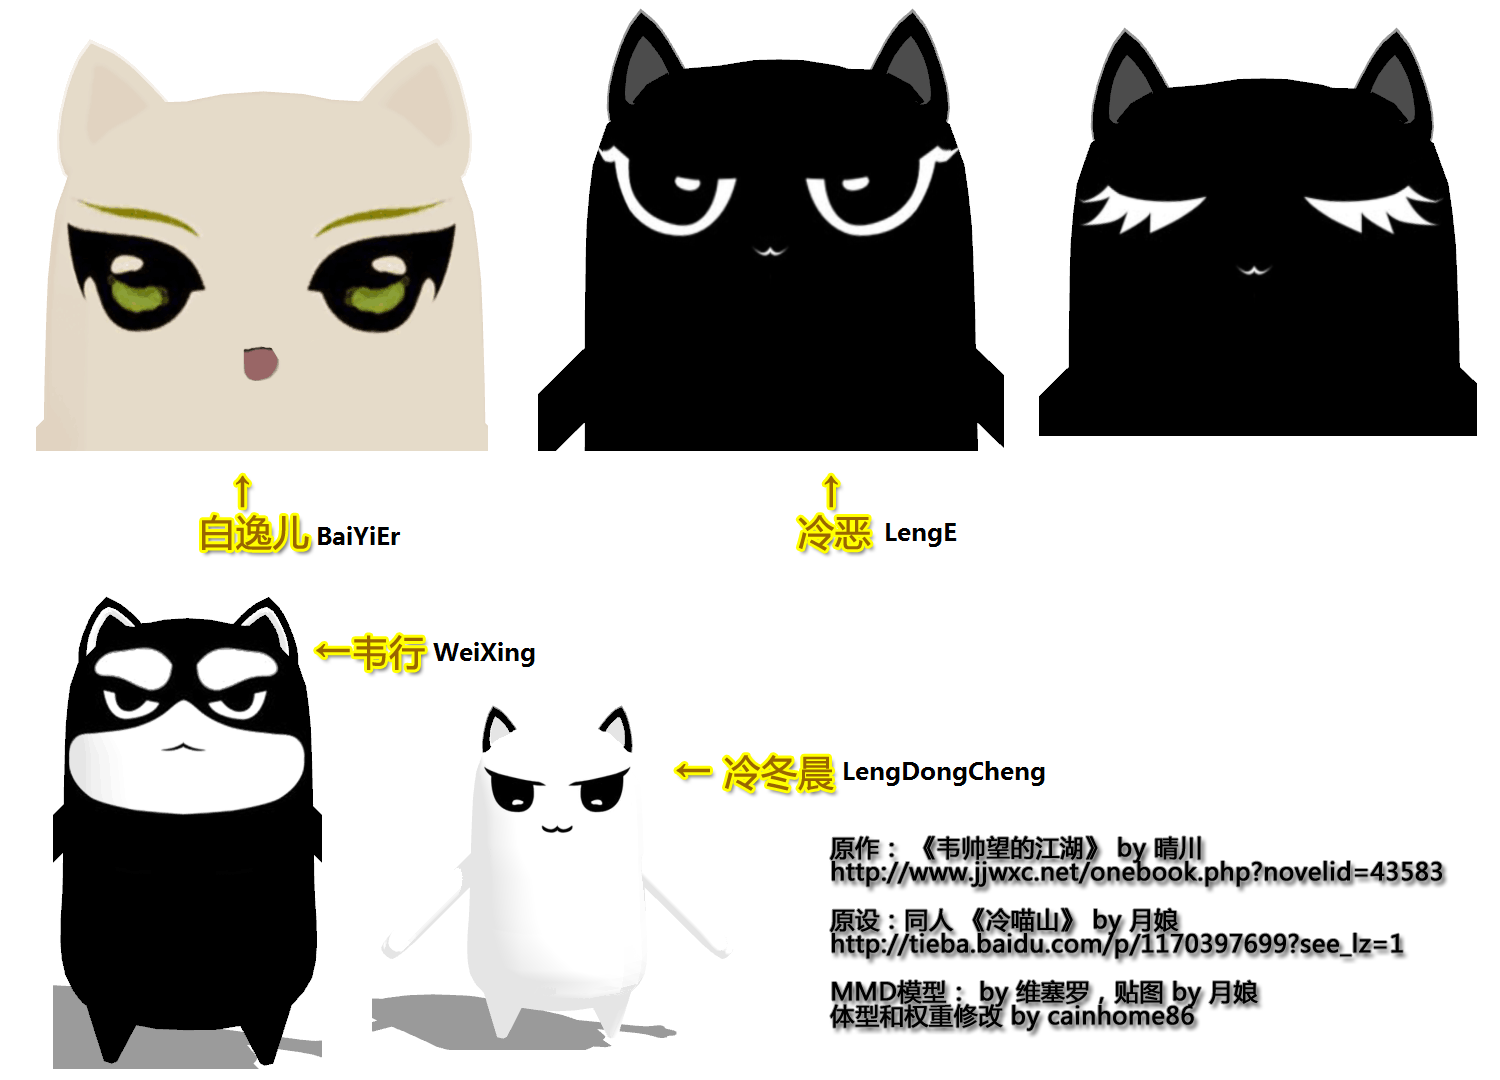 ↑
白逸儿 BaiYiEr
↑
冷恶 LengE
←韦行 WeiXing
← 冷冬晨 LengDongCheng
原作：《韦帅望的江湖》 by 晴川
http://www.jjwxc.net/onebook.php?novelid=43583
原设：同人 《冷喵山》 by 月娘
http://tieba.baidu.com/p/1170397699?see_lz=1
MMD模型： by 维塞罗，贴图 by 月娘
体型和权重修改 by cainhome86